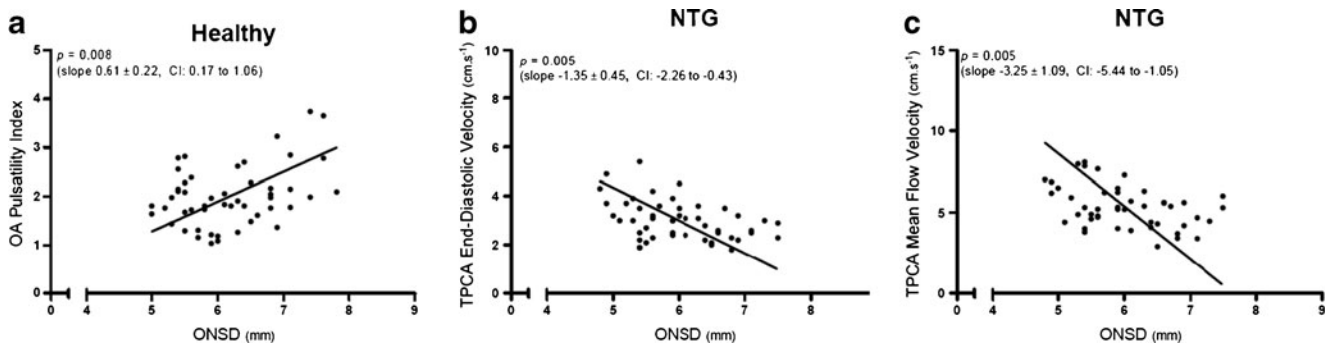 a
Healthy
p = 0.008
(slope 0.61 ± 0.22, CI: 0.17 to 1.06)
OA Pulsatility Index
5
4
3
2
1
0
0 4 5 6 7 8 9
ONSD (mm)
b
NTG
p = 0.005
(slope -1.35 ± 0.45, CI: -2.26 to -0.43)
TPCA End-Diastolic Velocity (cm.s⁻¹)
10
8
6
4
2
0
0 4 5 6 7 8
ONSD (mm)
c
NTG
p = 0.005
(slope -3.25 ± 1.09, CI: -5.44 to -1.05)
TPCA Mean Flow Velocity (cm.s⁻¹)
15
10
5
0
0 4 5 6 7 8 9
ONSD (mm)